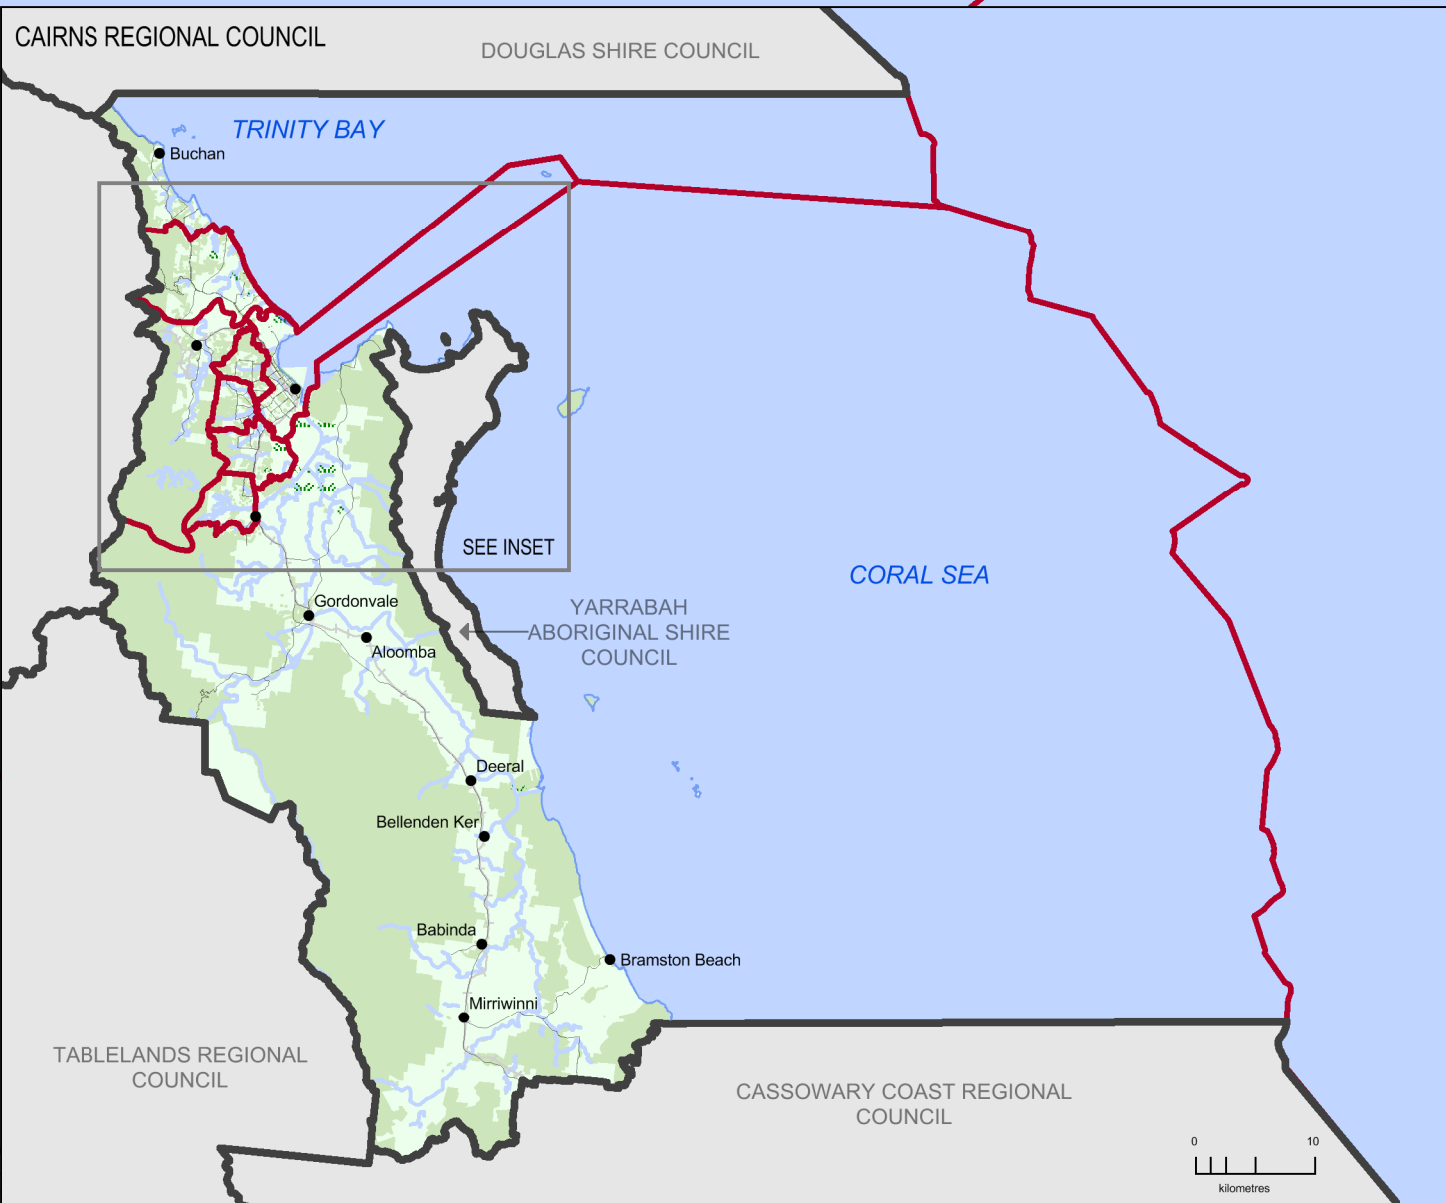 CAIRNS REGIONAL COUNCIL
DOUGLAS SHIRE COUNCIL
TRINITY BAY
Buchan
SEE INSET
CORAL SEA
Gordonvale
YARRABAH
ABORIGINAL SHIRE
COUNCIL
Aloomba
Deeral
Bellenden Ker
Babinda
Bramston Beach
Mirriwinni
TABLELANDS REGIONAL
COUNCIL
CASSOWARY COAST REGIONAL
COUNCIL
0 10
kilometres